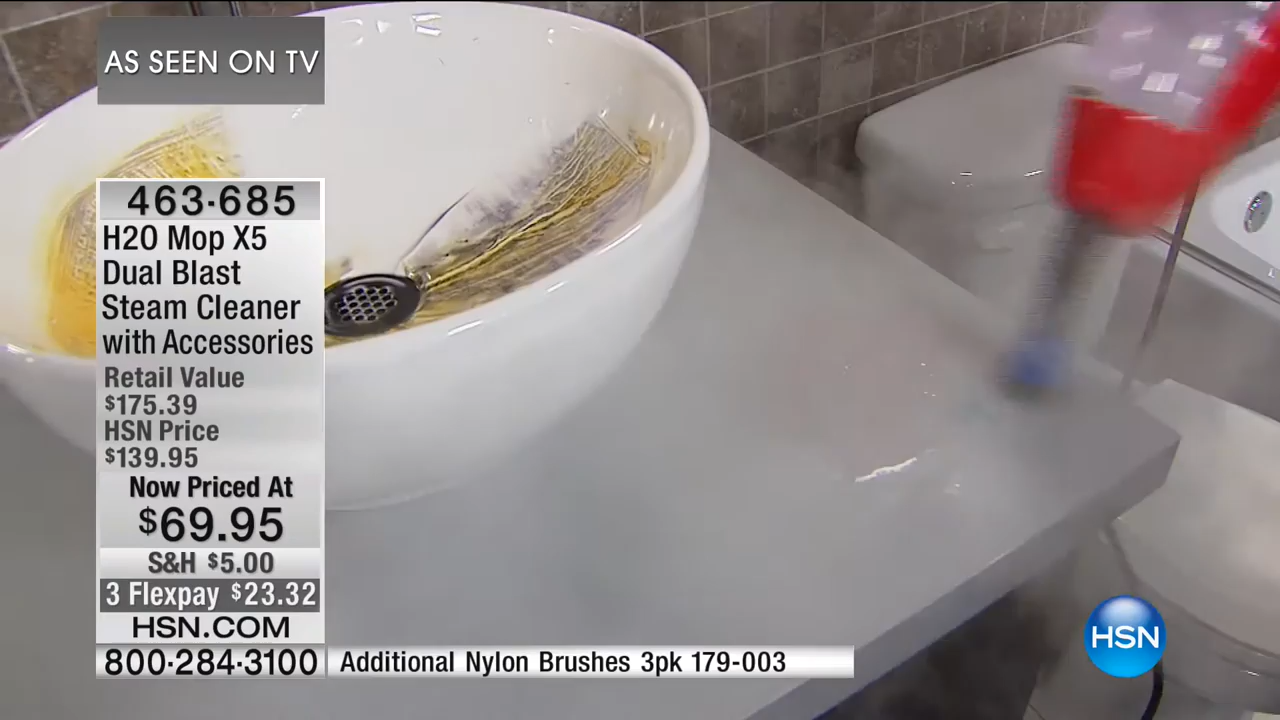 AS SEEN ON TV
463-685
H20 Mop X5
Dual Blast
Steam Cleaner
with Accessories
Retail Value
$175.39
HSN Price
$139.95
Now Priced At
$69.95
S&H $5.00
3 Flexpay $23.32
HSN.COM
800·284·3100
Additional Nylon Brushes 3pk 179-003
HSN